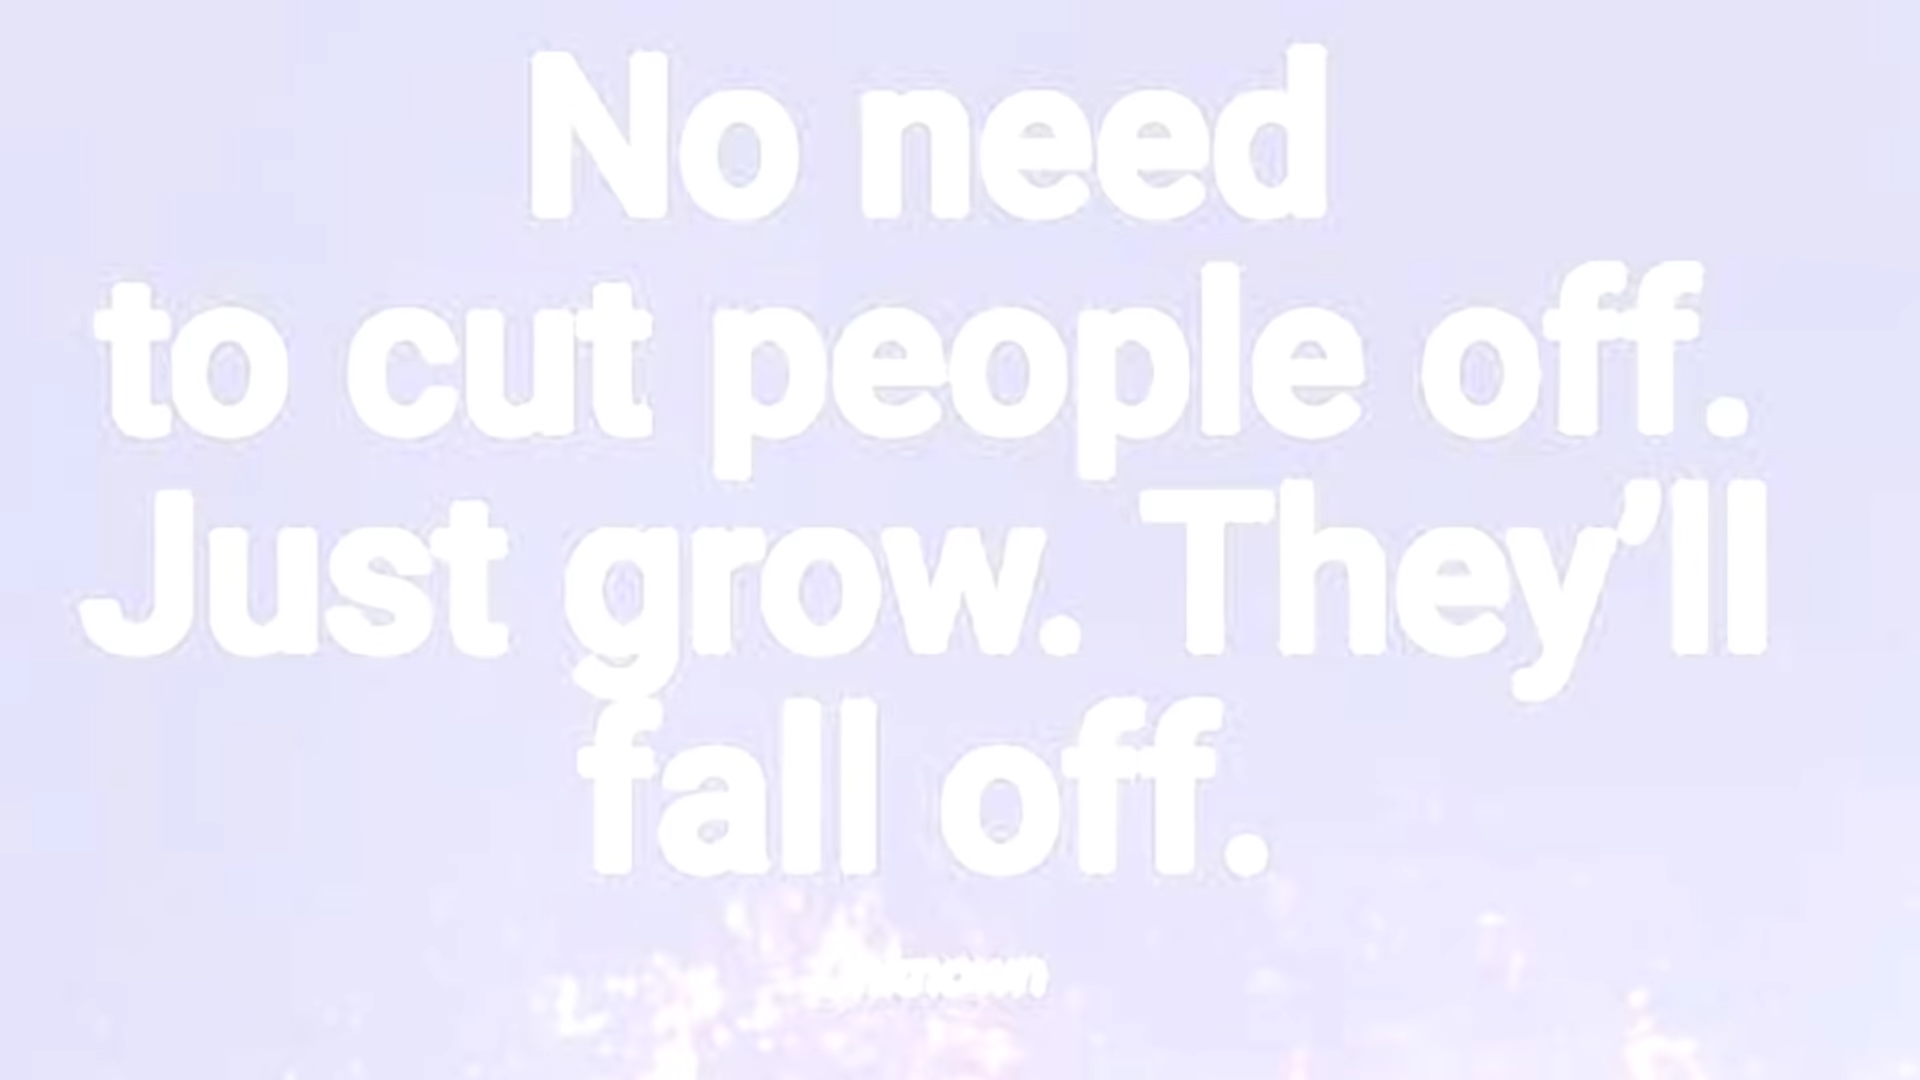 No need
to cut people off.
Just grow. They’ll
fall off.
Unknown